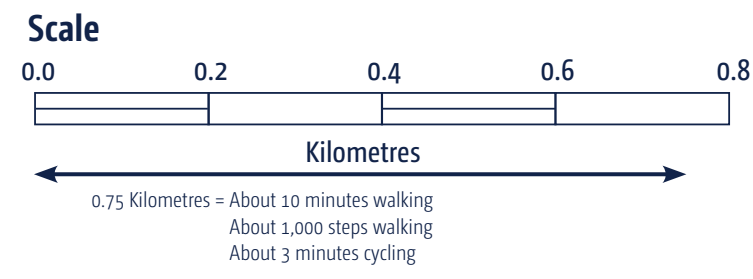 Scale
0.0 0.2 0.4 0.6 0.8
Kilometres
0.75 Kilometres = About 10 minutes walking
About 1,000 steps walking
About 3 minutes cycling